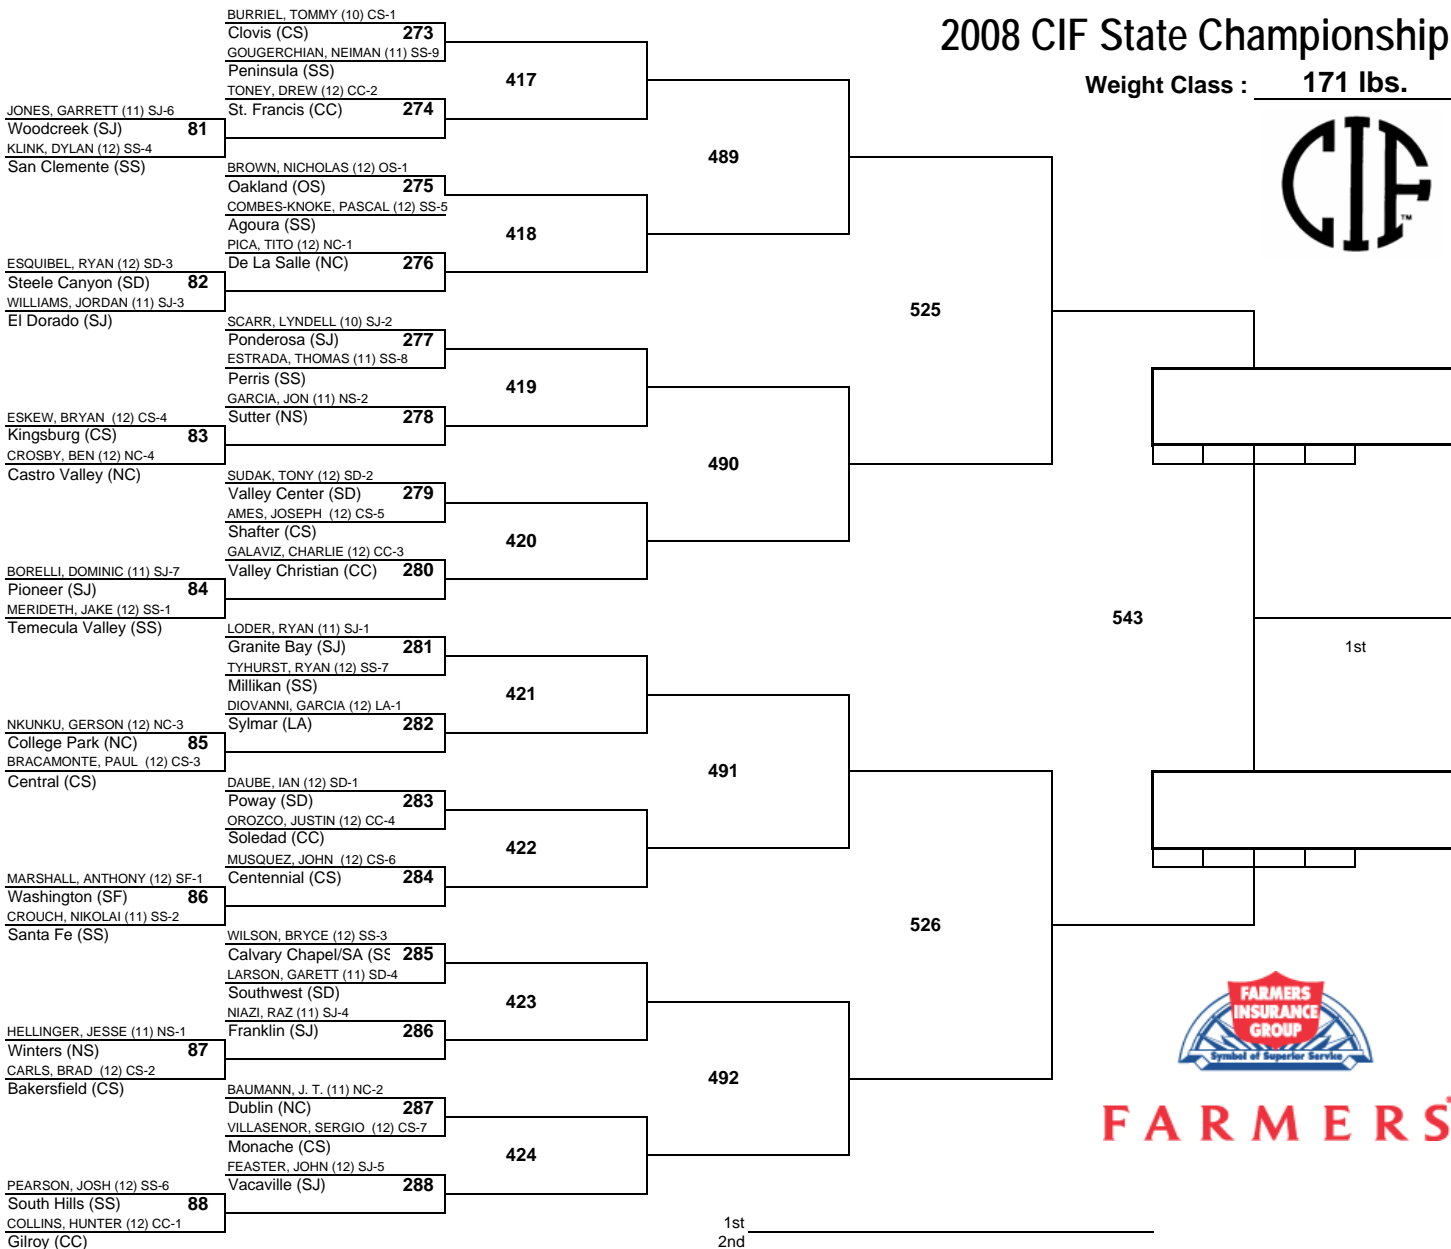 2008 CIF State Championship
Weight Class : 171 lbs.
CIF
TM
JONES, GARRETT (11) SJ-6
Woodcreek (SJ) 81
KLINK, DYLAN (12) SS-4
San Clemente (SS)
ESQUIBEL, RYAN (12) SD-3
Steele Canyon (SD) 82
WILLIAMS, JORDAN (11) SJ-3
El Dorado (SJ)
ESKEW, BRYAN (12) CS-4
Kingsburg (CS) 83
CROSBY, BEN (12) NC-4
Castro Valley (NC)
BORELLI, DOMINIC (11) SJ-7
Pioneer (SJ) 84
MERIDETH, JAKE (12) SS-1
Temecula Valley (SS)
NKUNKU, GERSON (12) NC-3
College Park (NC) 85
BRACAMONTE, PAUL (12) CS-3
Central (CS)
MARSHALL, ANTHONY (12) SF-1
Washington (SF) 86
CROUCH, NIKOLAI (11) SS-2
Santa Fe (SS)
HELLINGER, JESSE (11) NS-1
Winters (NS) 87
CARLS, BRAD (12) CS-2
Bakersfield (CS)
PEARSON, JOSH (12) SS-6
South Hills (SS) 88
COLLINS, HUNTER (12) CC-1
Gilroy (CC)
BURRIEL, TOMMY (10) CS-1
Clovis (CS) 273
GOUGERCHIAN, NEIMAN (11) SS-9
Peninsula (SS)
TONEY, DREW (12) CC-2
St. Francis (CC) 274
BROWN, NICHOLAS (12) OS-1
Oakland (OS) 275
COMBES-KNOKE, PASCAL (12) SS-5
Agoura (SS)
PICA, TITO (12) NC-1
De La Salle (NC) 276
SCARR, LYNDELL (10) SJ-2
Ponderosa (SJ) 277
ESTRADA, THOMAS (11) SS-8
Perris (SS)
GARCIA, JON (11) NS-2
Sutter (NS) 278
SUDAK, TONY (12) SD-2
Valley Center (SD) 279
AMES, JOSEPH (12) CS-5
Shafter (CS)
GALAVIZ, CHARLIE (12) CC-3
Valley Christian (CC) 280
LODER, RYAN (11) SJ-1
Granite Bay (SJ) 281
TYHURST, RYAN (12) SS-7
Millikan (SS)
DIOVANNI, GARCIA (12) LA-1
Sylmar (LA) 282
DAUBE, IAN (12) SD-1
Poway (SD) 283
OROZCO, JUSTIN (12) CC-4
Soledad (CC)
MUSQUEZ, JOHN (12) CS-6
Centennial (CS) 284
WILSON, BRYCE (12) SS-3
Calvary Chapel/SA (SS 285
LARSON, GARETT (11) SD-4
Southwest (SD)
NIAZI, RAZ (11) SJ-4
Franklin (SJ) 286
BAUMANN, J. T. (11) NC-2
Dublin (NC) 287
VILLASENOR, SERGIO (12) CS-7
Monache (CS)
FEASTER, JOHN (12) SJ-5
Vacaville (SJ) 288
417
418
419
420
421
422
423
424
489
490
491
492
525
526
543
1st
FARMERS
INSURANCE
GROUP
Symbol of Superior Service
FARMERS
1st
2nd